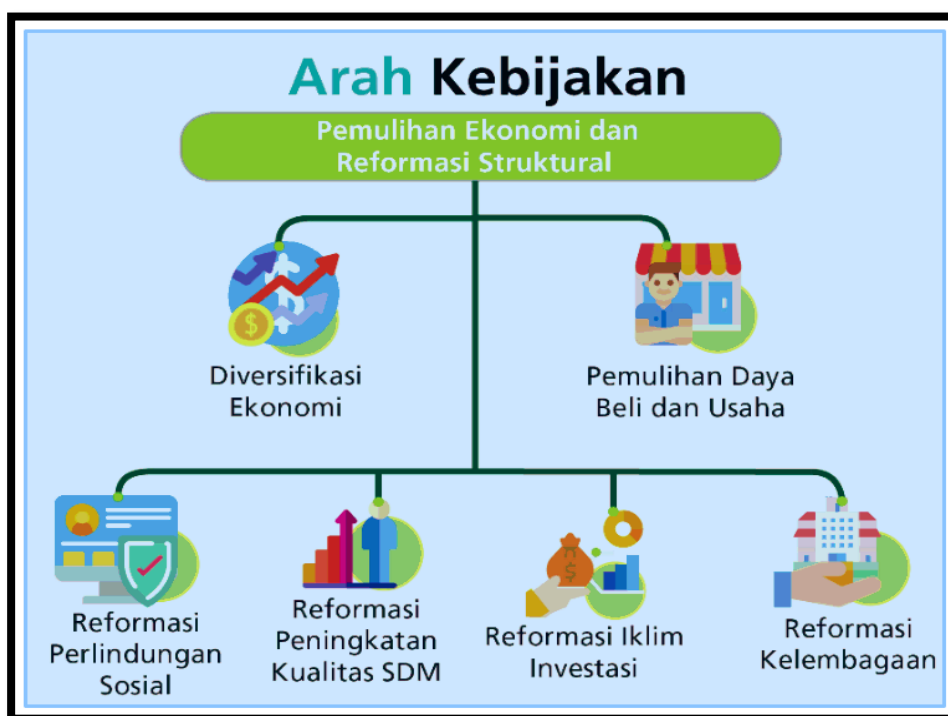 Arah Kebijakan
Pemulihan Ekonomi dan
Reformasi Struktural
Diversifikasi
Ekonomi
Pemulihan Daya
Beli dan Usaha
Reformasi
Perlindungan
Sosial
Reformasi
Peningkatan
Kualitas SDM
Reformasi Iklim
Investasi
Reformasi
Kelembagaan